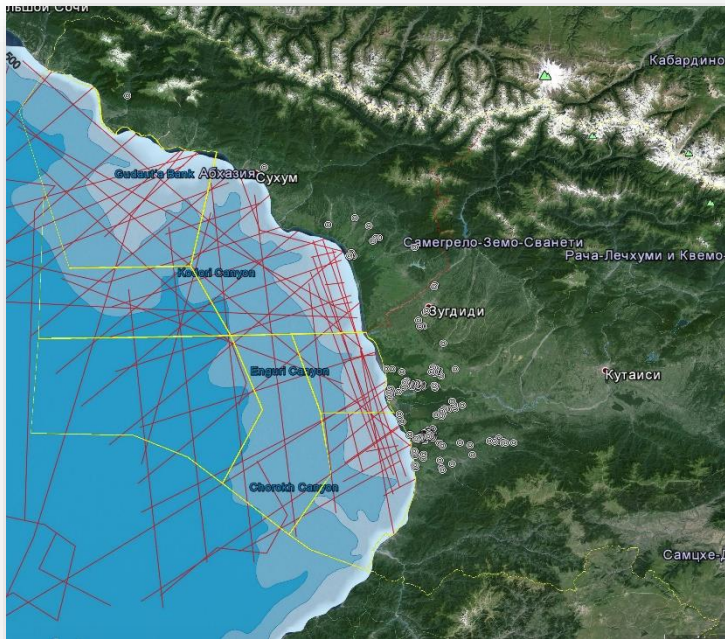 льшой Сочи
500
Кабардино
Gudauta Bank
Абхазия
Сухум
Самегрело-Земо-Сванети
Рача-Лечхуми и Квемо-
Kodori Canyon
Зугдиди
Enguri Canyon
Кутаиси
Chorokh Canyon
Самцхе-Д